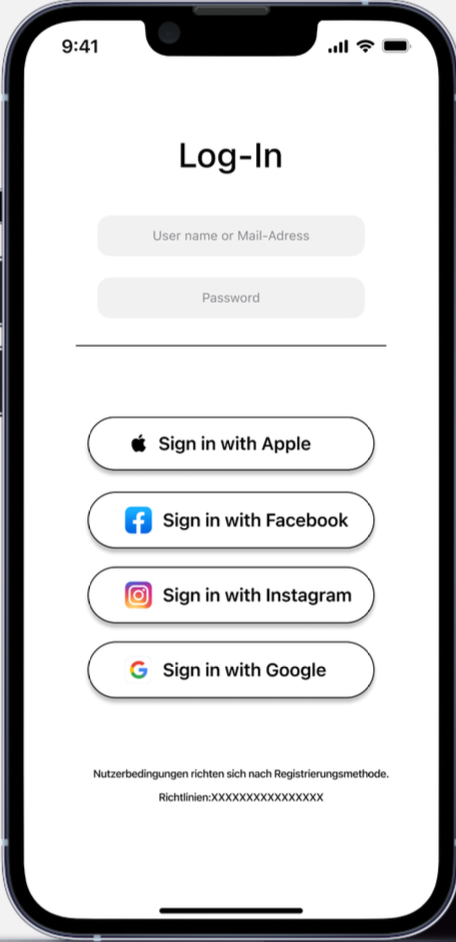 9:41
Log-In
User name or Mail-Adress
Password
Sign in with Apple
Sign in with Facebook
Sign in with Instagram
Sign in with Google
Nutzerbedingungen richten sich nach Registrierungsmethode.
Richtlinien:XXXXXXXXXXXXXXXX